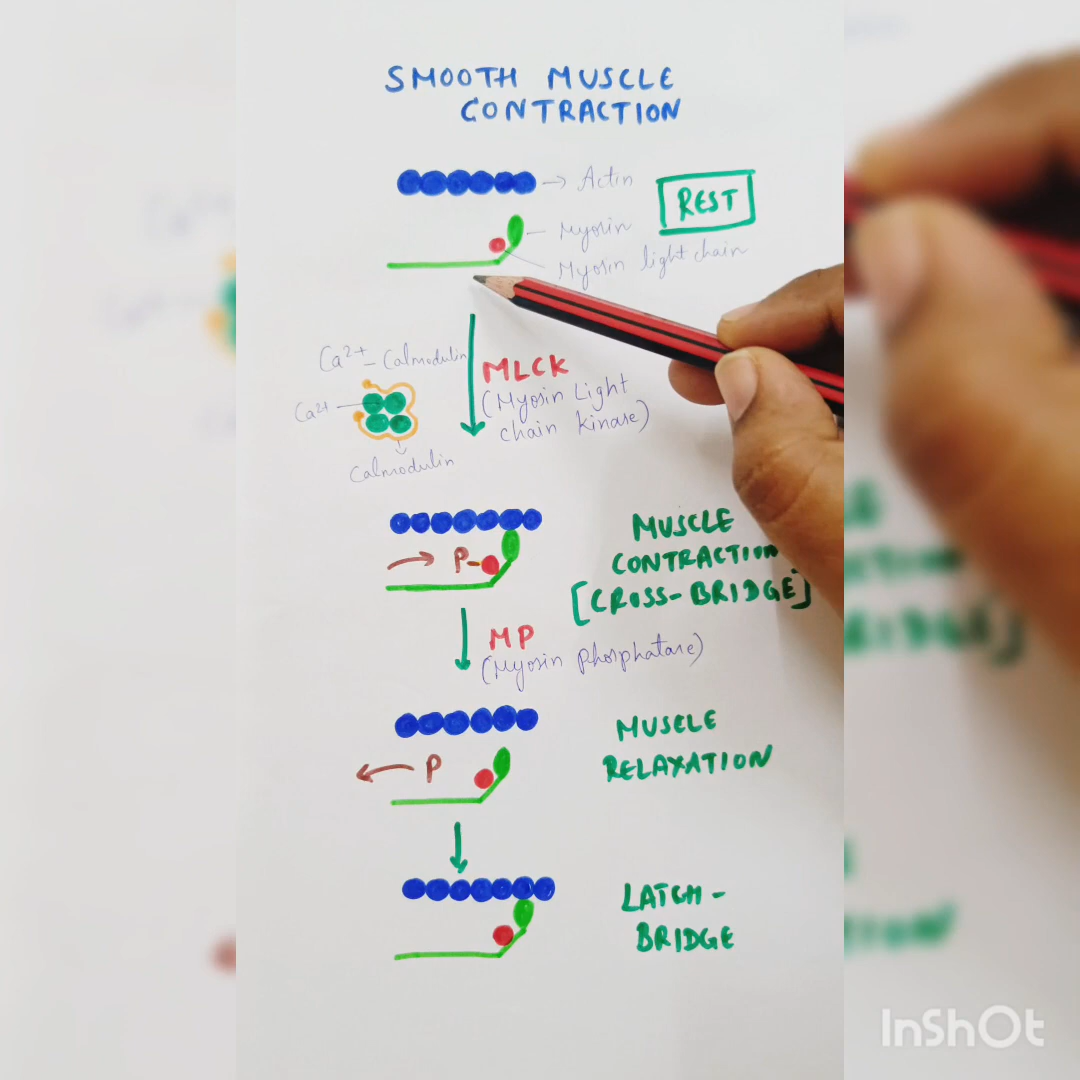 SMOOTH MUSCLE
CONTRACTION
→ Actin
REST
Myosin
Myosin light chain
Ca2+ - Calmodulin
MLCK
(Myosin Light
chain kinase)
Ca2+
Calmodulin
MUSCLE
CONTRACTION
[CROSS-BRIDGE]
P
MP
(Myosin phosphatase)
MUSCLE
RELAXATION
P
LATCH-
BRIDGE
InShOt